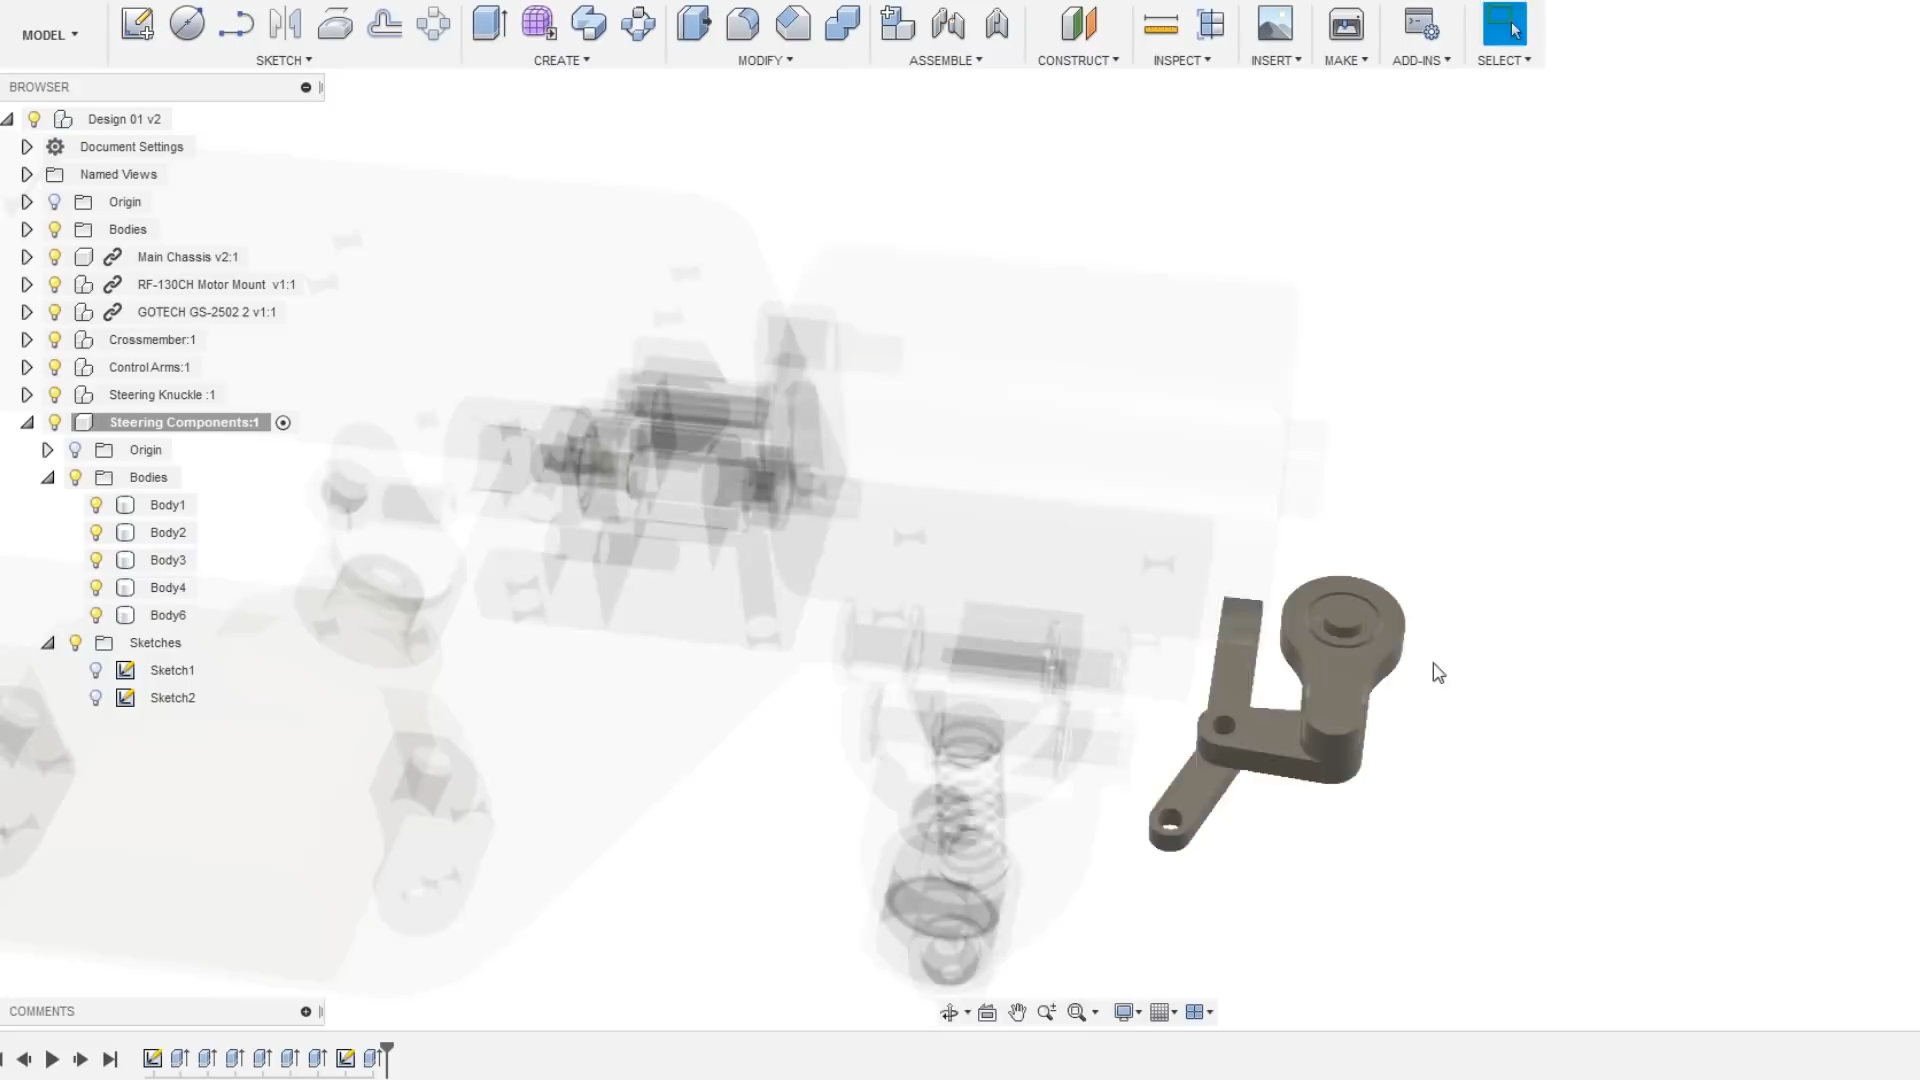 MODEL
SKETCH
CREATE
MODIFY
ASSEMBLE
CONSTRUCT
INSPECT
INSERT
MAKE
ADD-INS
SELECT
BROWSER
Design 01 v2
Document Settings
Named Views
Origin
Bodies
Main Chassis v2:1
RF-130CH Motor Mount v1:1
GOTECH GS-2502 2 v1:1
Crossmember:1
Control Arms:1
Steering Knuckle :1
Steering Components:1
Origin
Bodies
Body1
Body2
Body3
Body4
Body6
Sketches
Sketch1
Sketch2
COMMENTS